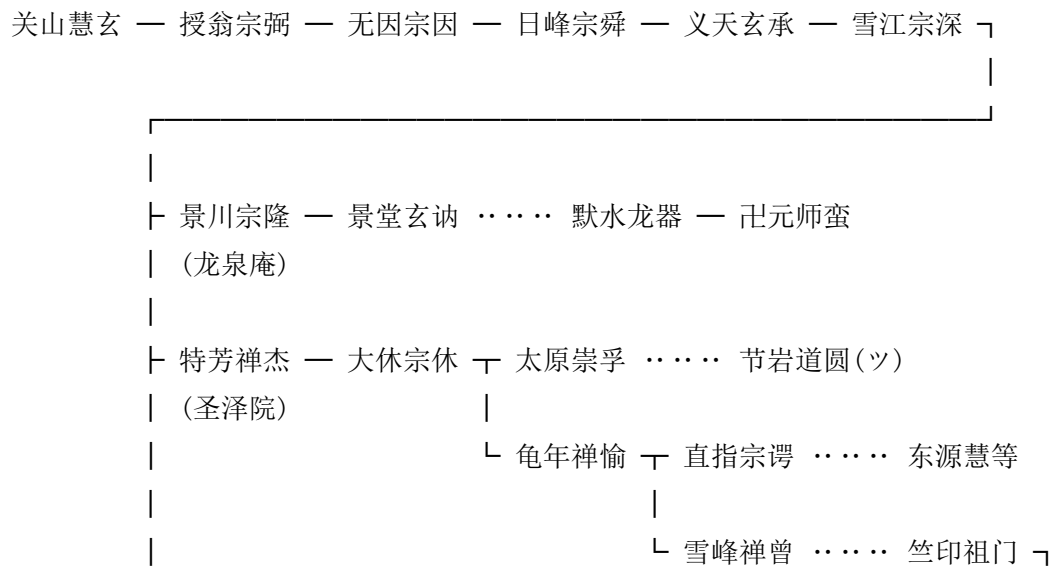 关山慧玄 ━ 授翁宗弼 ━ 无因宗因 ━ 日峰宗舜 ━ 义天玄承 ━ 雪江宗深 ┓
┣ 景川宗隆 ━ 景堂玄讷 ‥‥‥ 默水龙器 ━ 卍元师蛮
┃ (龙泉庵)
┣ 特芳禅杰 ━ 大休宗休 ┳ 太原崇孚 ‥‥‥ 节岩道圆(ツ)
┃ (圣泽院) ┃
┃ ┗ 龟年禅愉 ┳ 直指宗谔 ‥‥‥ 东源慧等
┃ ┗ 雪峰禅曾 ‥‥‥ 竺印祖门 ┓